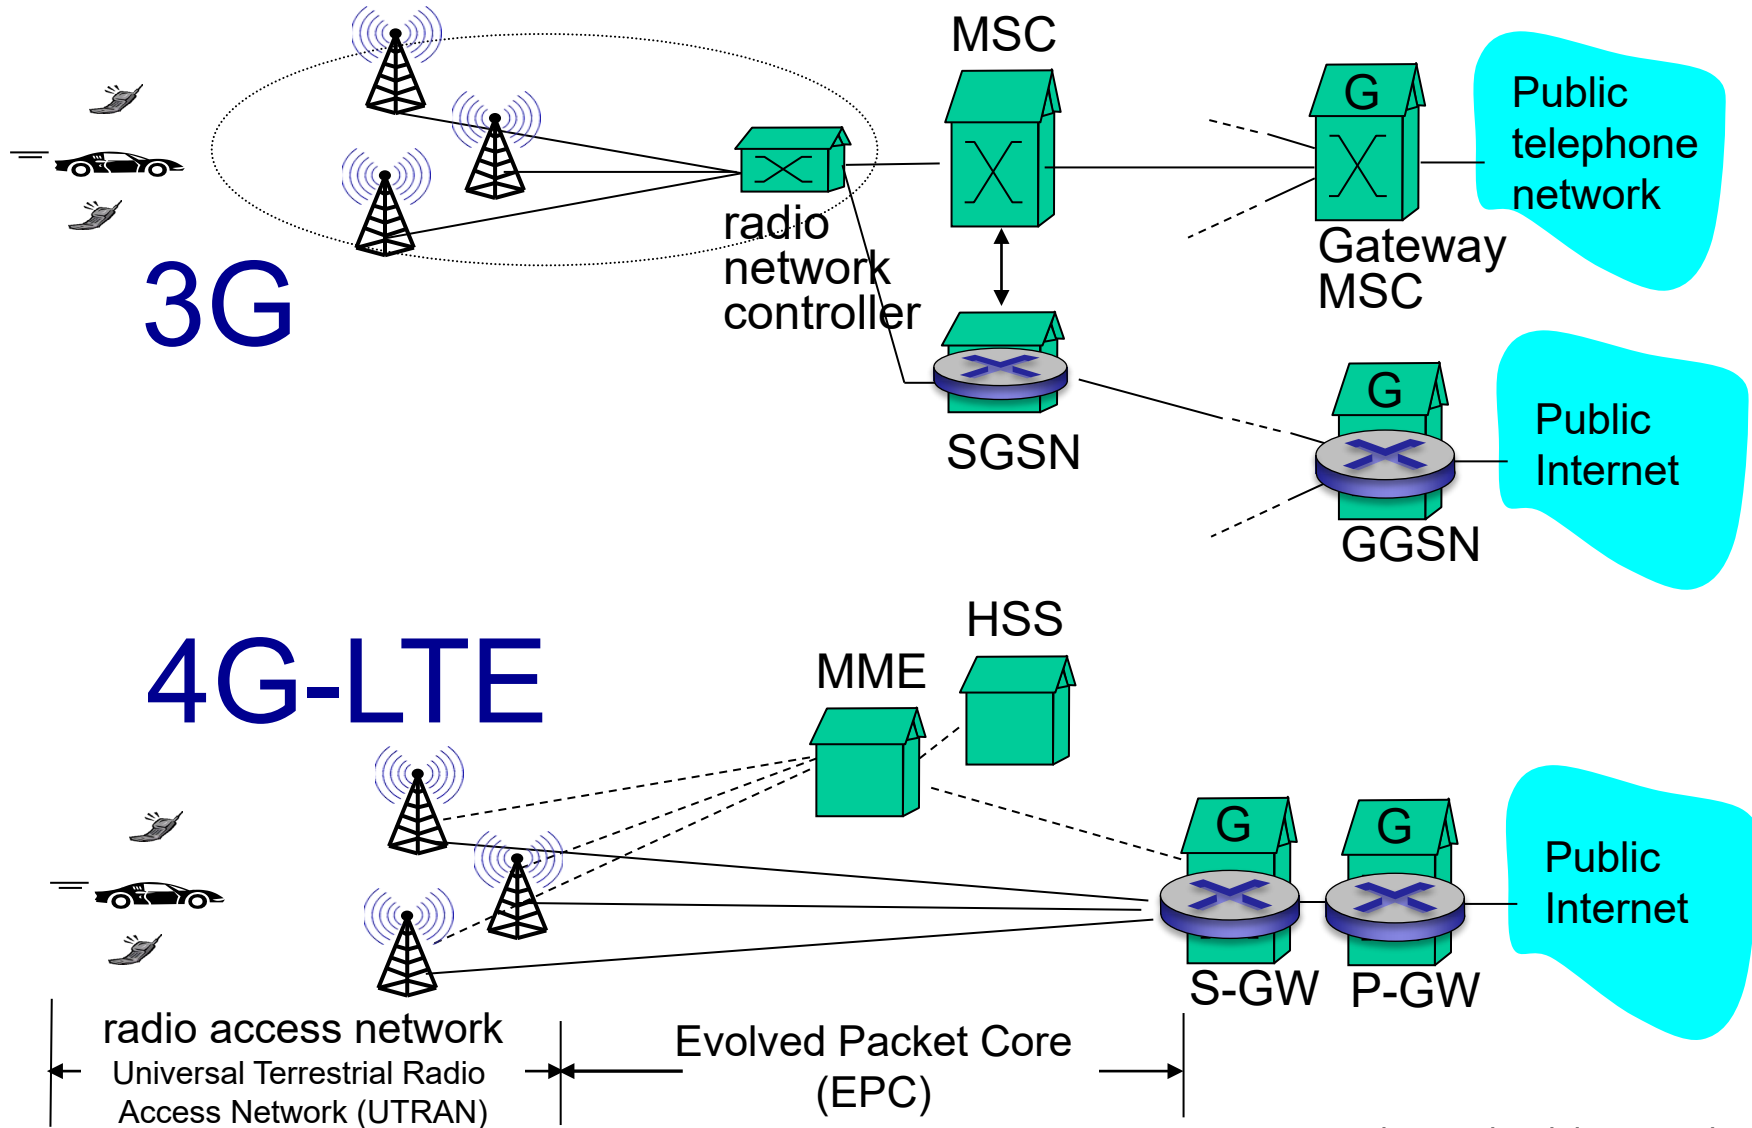 MSC
G
Public
telephone
network
radio
network
controller
Gateway
MSC
3G
G
Public
Internet
SGSN
GGSN
HSS
4G-LTE
MME
G
G
Public
Internet
S-GW
P-GW
radio access network
Universal Terrestrial Radio
Access Network (UTRAN)
Evolved Packet Core
(EPC)